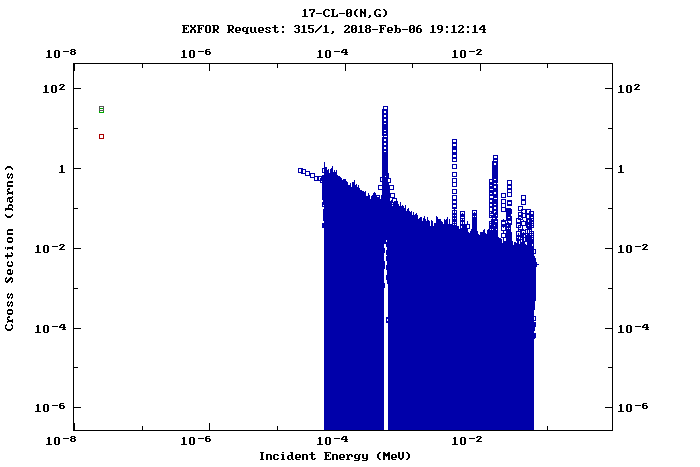 17-CL-0(N,G)
EXFOR Request: 315/1, 2018-Feb-06 19:12:14
10-8 10-6 10-4 10-2
10² 10²
1 1
10-2 10-2
10-4 10-4
10-6 10-6
10-8 10-6 10-4 10-2
Incident Energy (MeV)
Cross Section (barns)